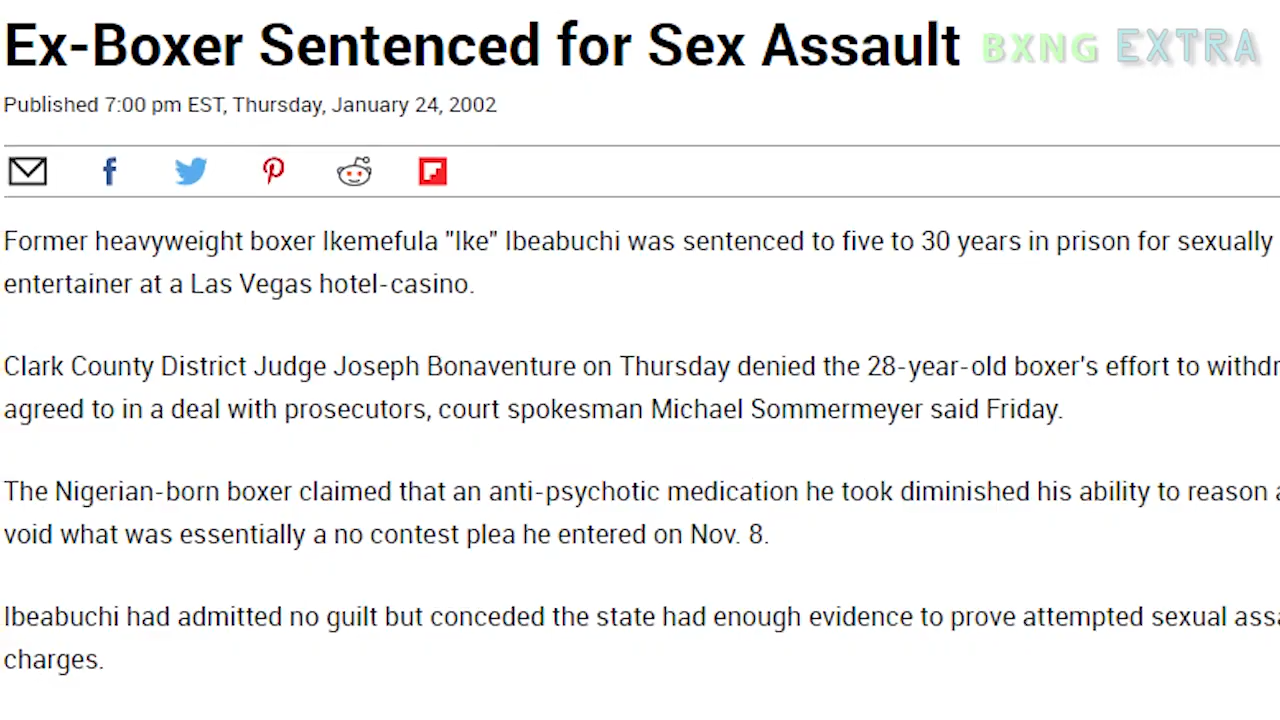 Ex-Boxer Sentenced for Sex Assault BXNG EXTRA
Published 7:00 pm EST, Thursday, January 24, 2002
Former heavyweight boxer Ikemefula "Ike" Ibeabuchi was sentenced to five to 30 years in prison for sexually
entertainer at a Las Vegas hotel-casino.
Clark County District Judge Joseph Bonaventure on Thursday denied the 28-year-old boxer's effort to withdr
agreed to in a deal with prosecutors, court spokesman Michael Sommermeyer said Friday.
The Nigerian-born boxer claimed that an anti-psychotic medication he took diminished his ability to reason a
void what was essentially a no contest plea he entered on Nov. 8.
Ibeabuchi had admitted no guilt but conceded the state had enough evidence to prove attempted sexual assa
charges.